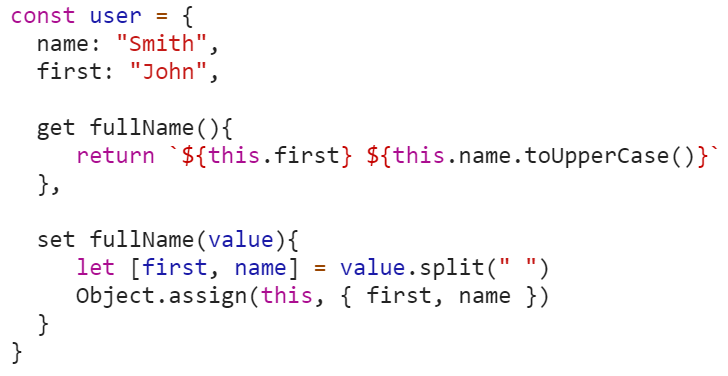 const user = {
  name: "Smith",
  first: "John",

  get fullName(){
     return `${this.first} ${this.name.toUpperCase()}`
  },

  set fullName(value){
     let [first, name] = value.split(" ")
     Object.assign(this, { first, name })
  }
}